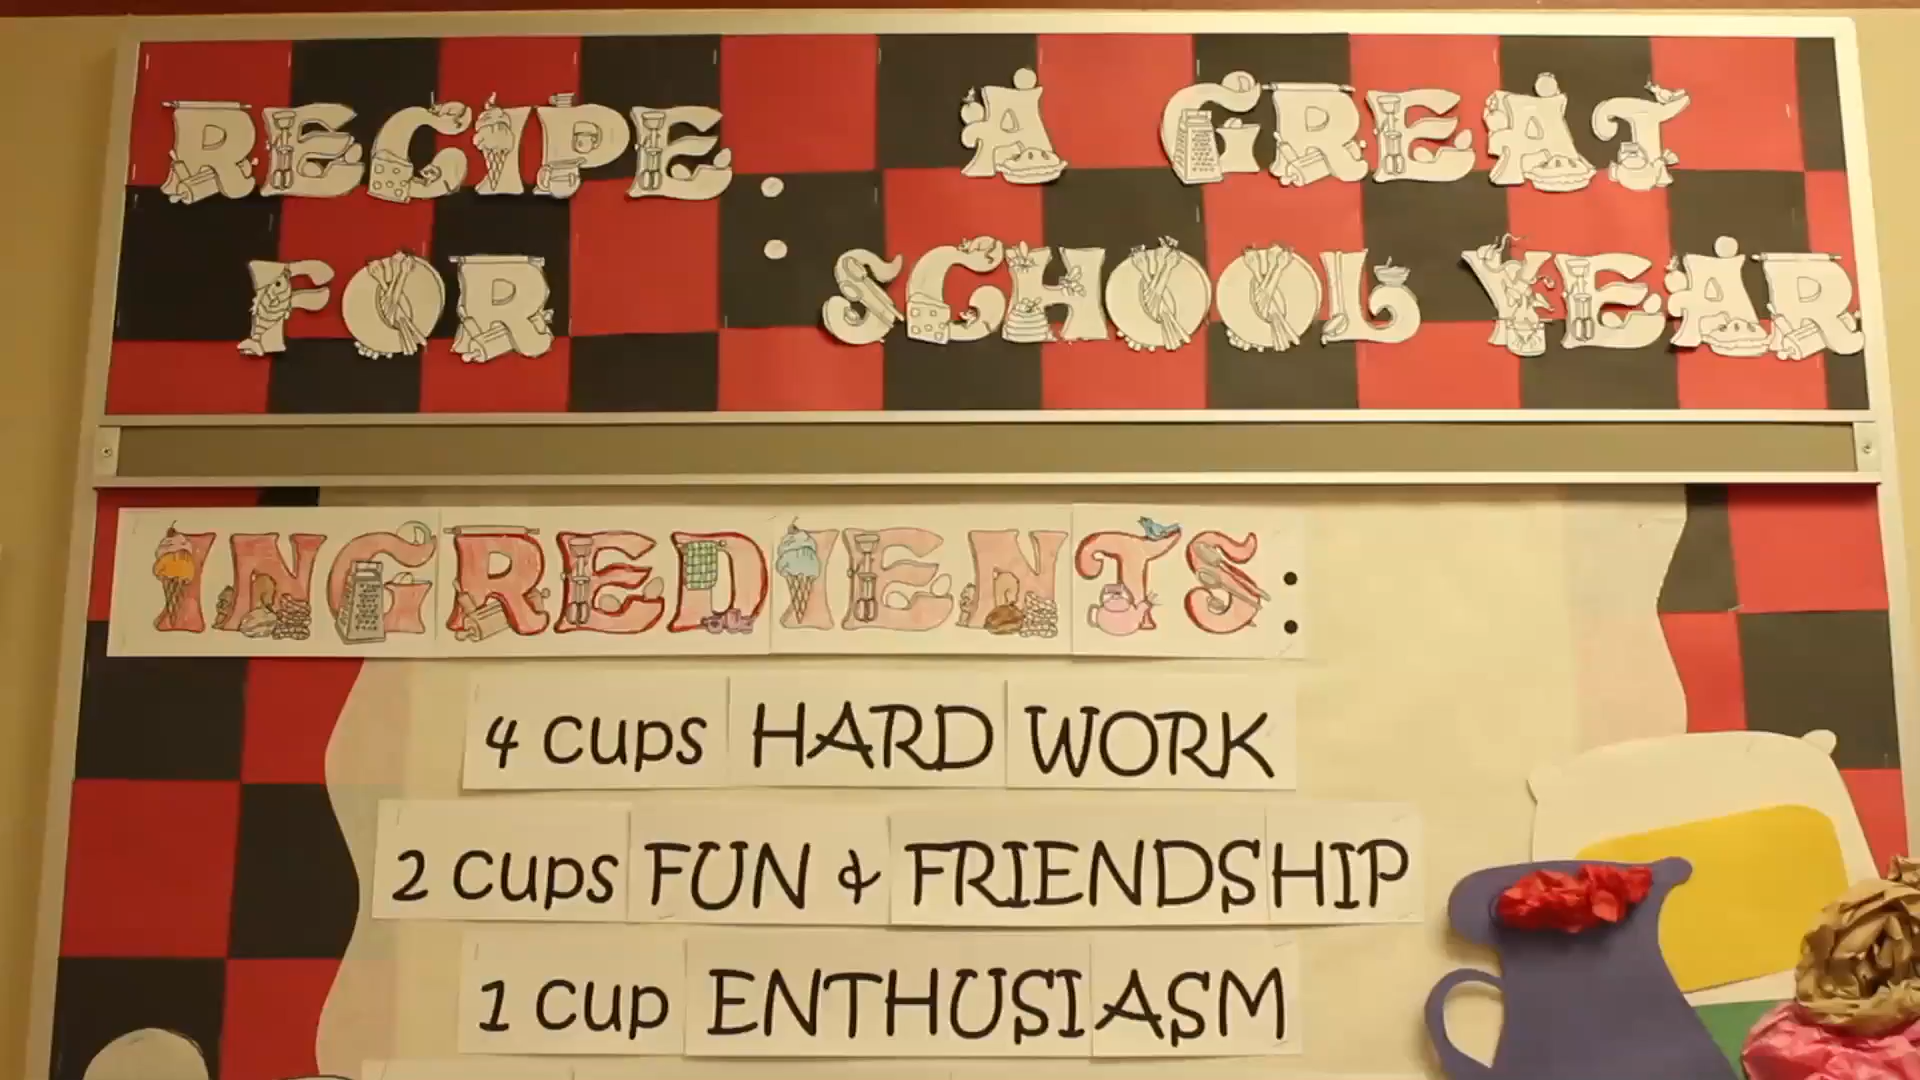 RECIPE : A GREAT
FOR SCHOOL YEAR
INGREDIENTS:
4 cups HARD WORK
2 cups FUN & FRIENDSHIP
1 cup ENTHUSIASM